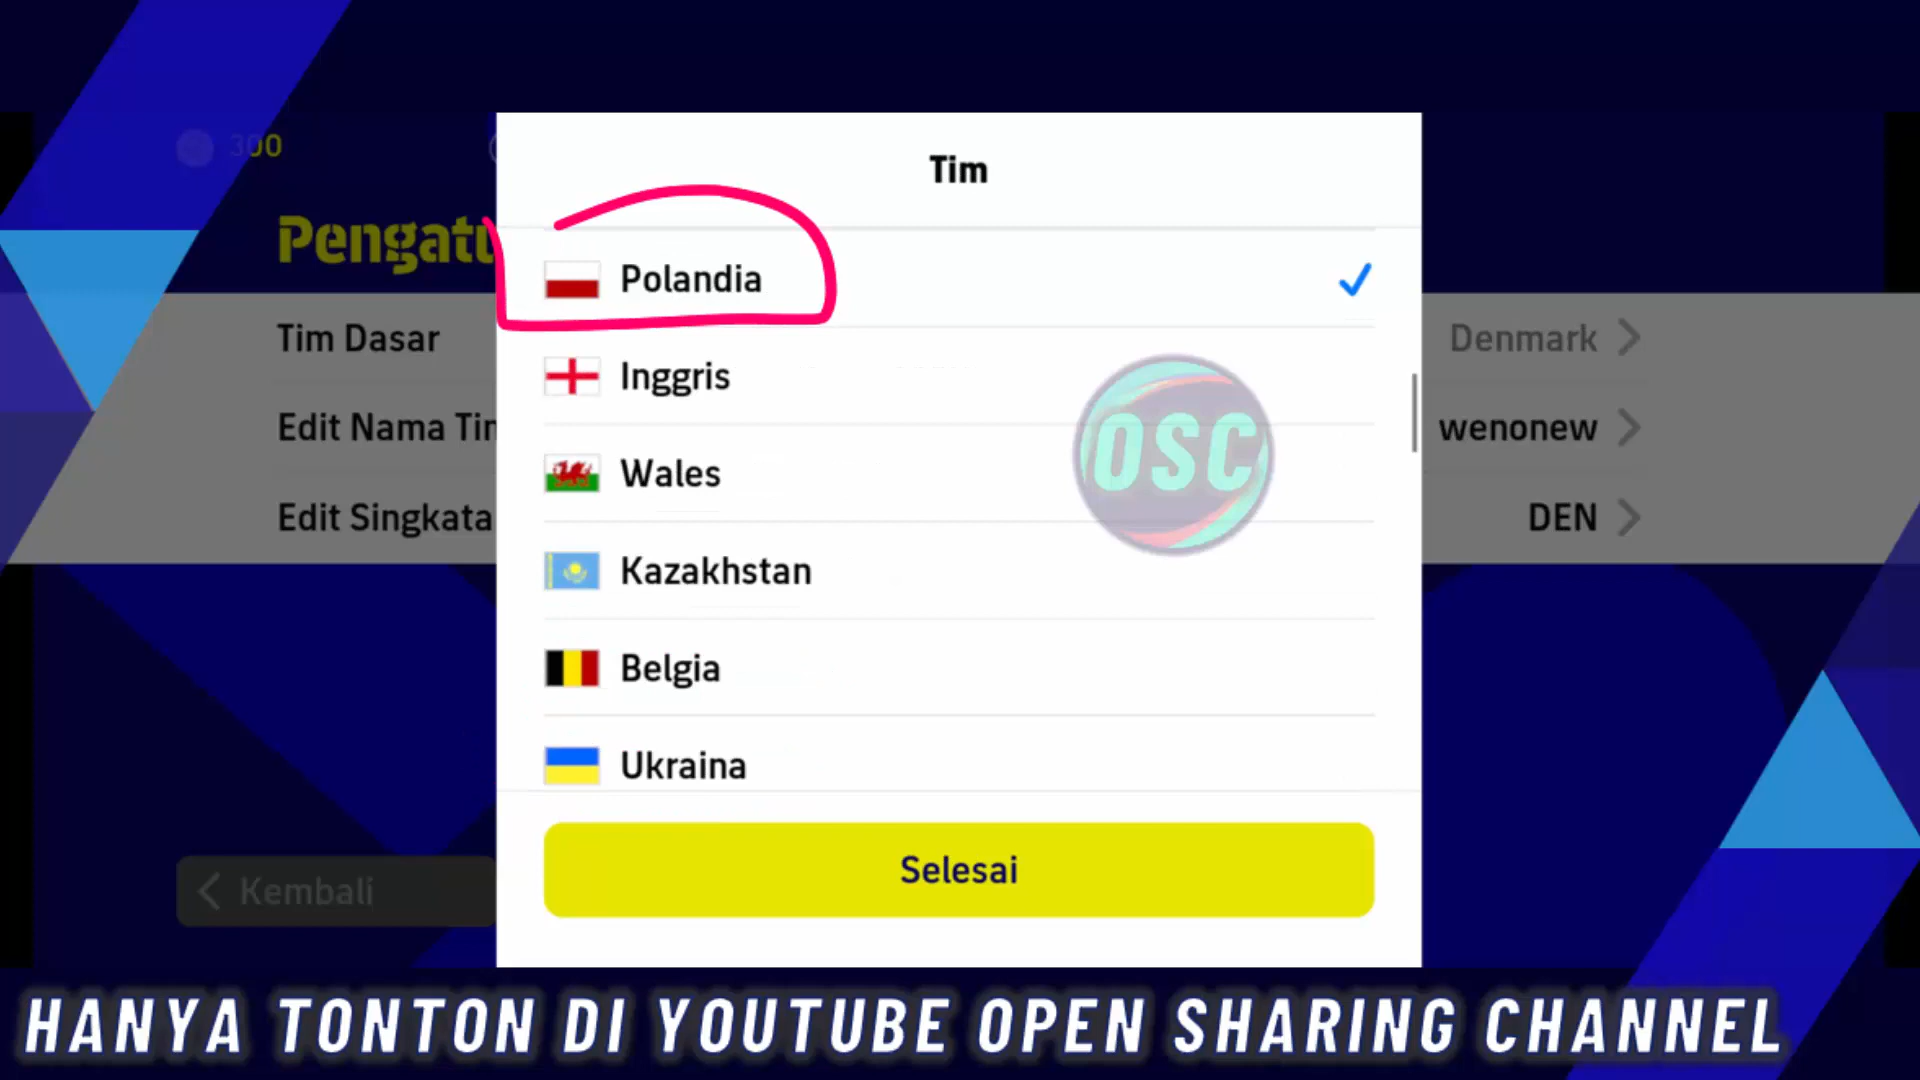 300
Tim
Pengatu
Polandia
Tim Dasar
Denmark
Inggris
Edit Nama Tim
wenonew
Wales
Edit Singkata
DEN
OSC
Kazakhstan
Belgia
Ukraina
Selesai
Kembali
HANYA TONTON DI YOUTUBE OPEN SHARING CHANNEL